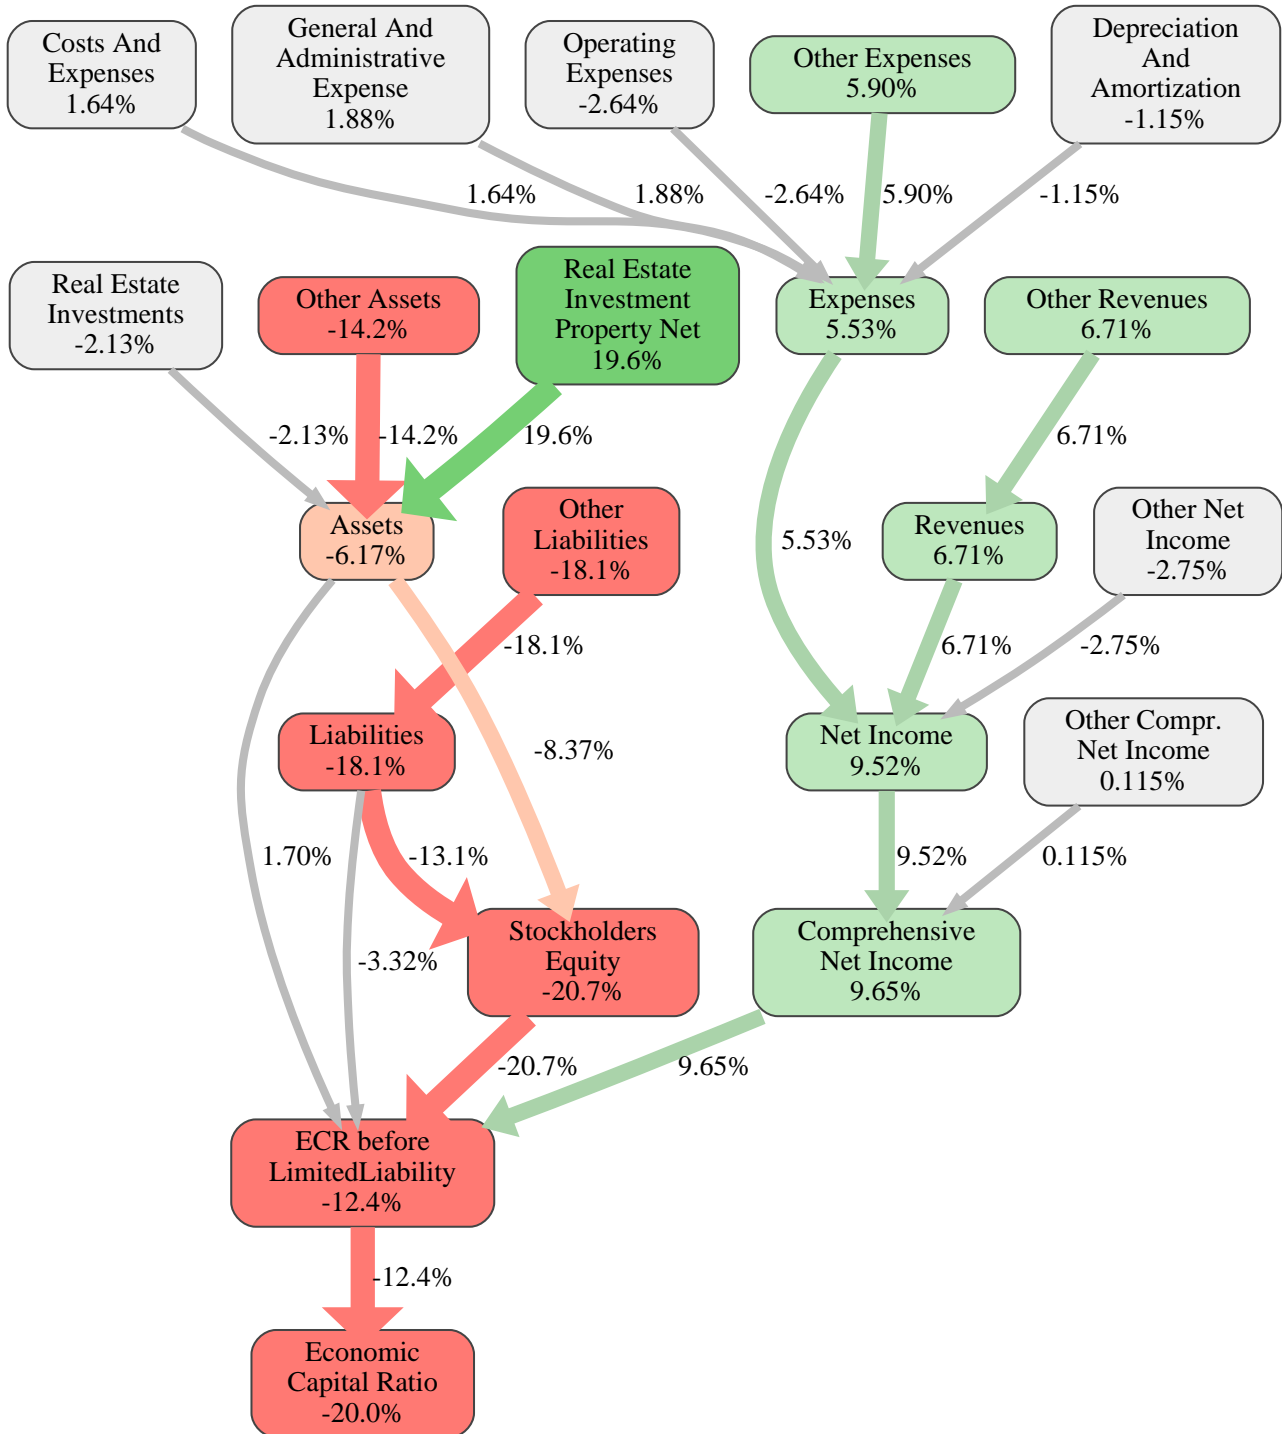 Costs And
Expenses
1.64%
General And
Administrative
Expense
1.88%
Operating
Expenses
-2.64%
Other Expenses
5.90%
Depreciation
And
Amortization
-1.15%
1.64%
1.88%
-2.64%
5.90%
-1.15%
Real Estate
Investments
-2.13%
Other Assets
-14.2%
Real Estate
Investment
Property Net
19.6%
Expenses
5.53%
Other Revenues
6.71%
-2.13%
-14.2%
19.6%
6.71%
Assets
-6.17%
Other
Liabilities
-18.1%
5.53%
Revenues
6.71%
Other Net
Income
-2.75%
-18.1%
6.71%
-2.75%
Liabilities
-18.1%
-8.37%
Net Income
9.52%
Other Compr.
Net Income
0.115%
1.70%
-13.1%
9.52%
0.115%
-3.32%
Stockholders
Equity
-20.7%
Comprehensive
Net Income
9.65%
-20.7%
9.65%
ECR before
LimitedLiability
-12.4%
-12.4%
Economic
Capital Ratio
-20.0%